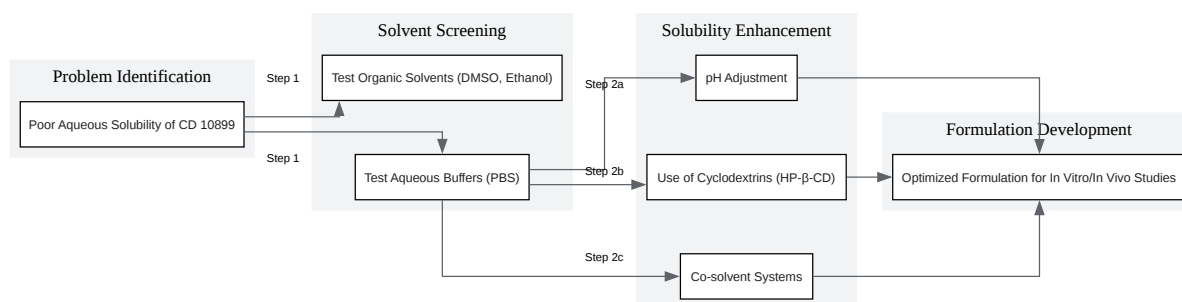 Problem Identification
Poor Aqueous Solubility of CD 10899
Step 1
Step 1
Solvent Screening
Test Organic Solvents (DMSO, Ethanol)
Test Aqueous Buffers (PBS)
Step 2a
Step 2b
Step 2c
Solubility Enhancement
pH Adjustment
Use of Cyclodextrins (HP-β-CD)
Co-solvent Systems
Formulation Development
Optimized Formulation for In Vitro/In Vivo Studies